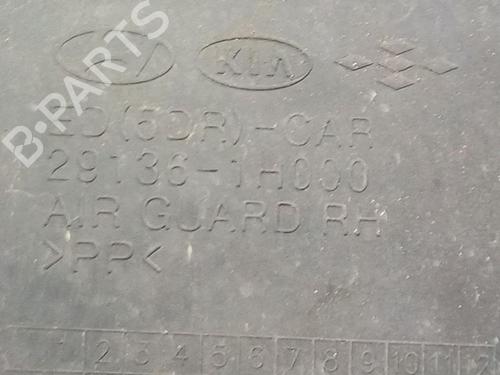 B-PARTS
KIA
ED(5DR)-CAR
29136-1H000
AIR GUARD RH
>PP<
1 2 3 4 5 6 7 8 9 10 11 12